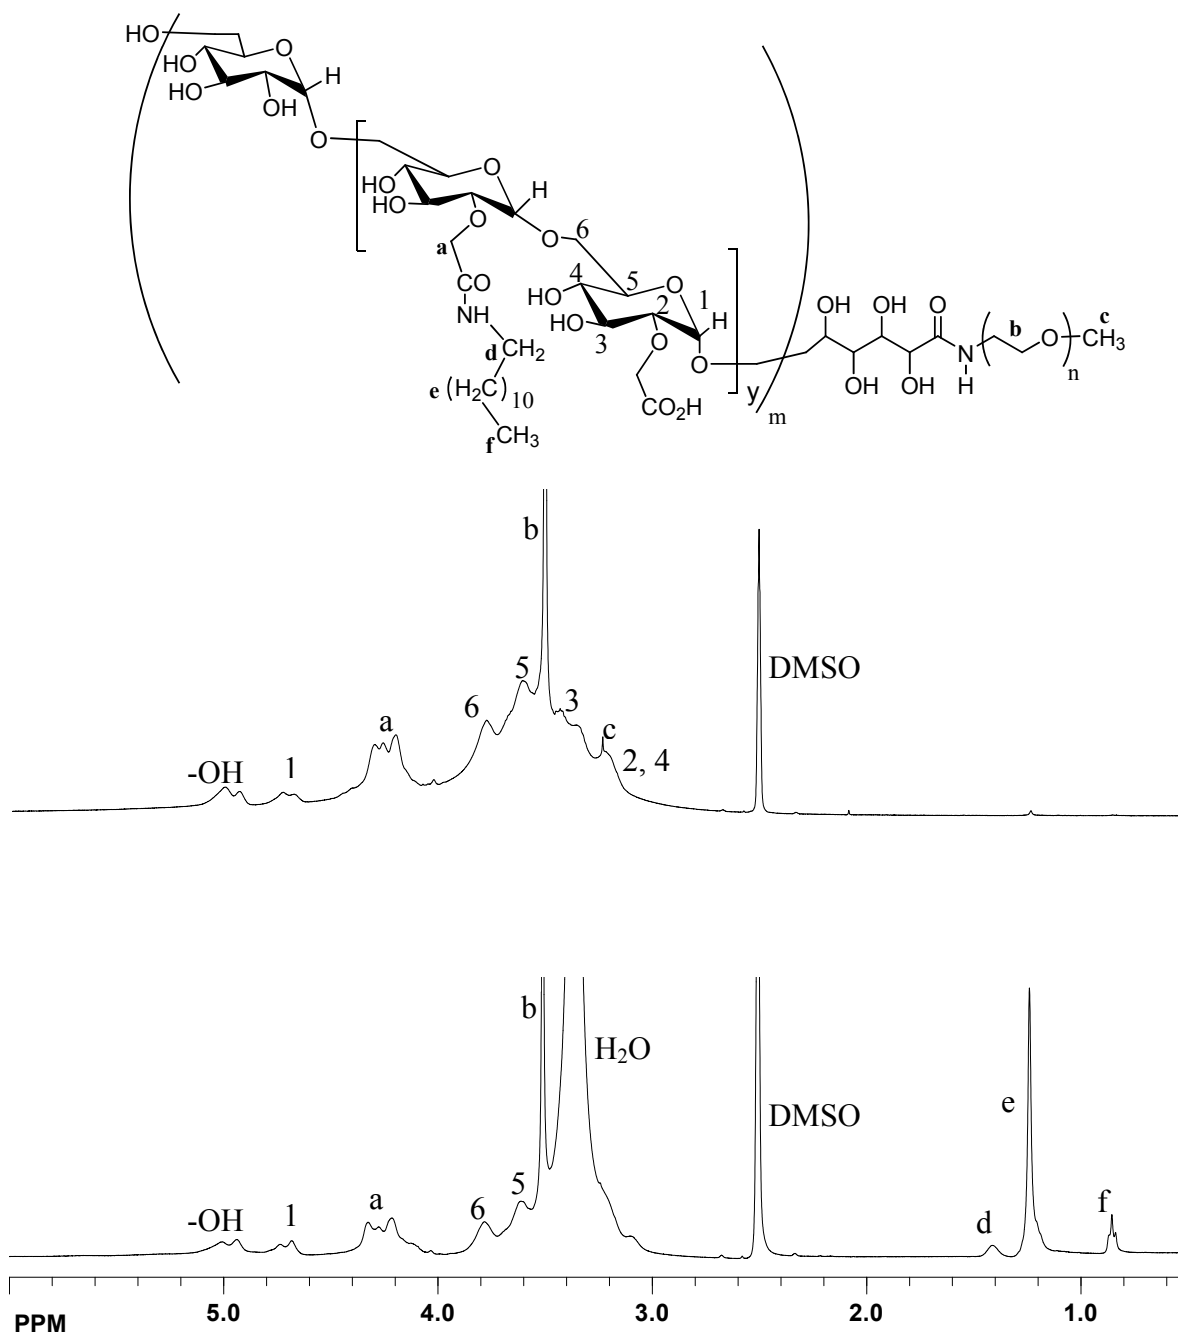 HO
O
HO
HO
OH
H
O
O
HO
HO
H
O
O
6
a
CO
NH
d CH₂
e (H₂C)₁₀
f CH₃
4
5
O
HO
HO
2
1
H
3
O
O
CO₂H
y
m
OH
OH
O
b
c
OH
OH
N
H
O
CH₃
n
b
5
6
3
a
c
2, 4
-OH
1
DMSO
b
H₂O
DMSO
e
5
6
a
1
-OH
d
f
PPM
5.0
4.0
3.0
2.0
1.0